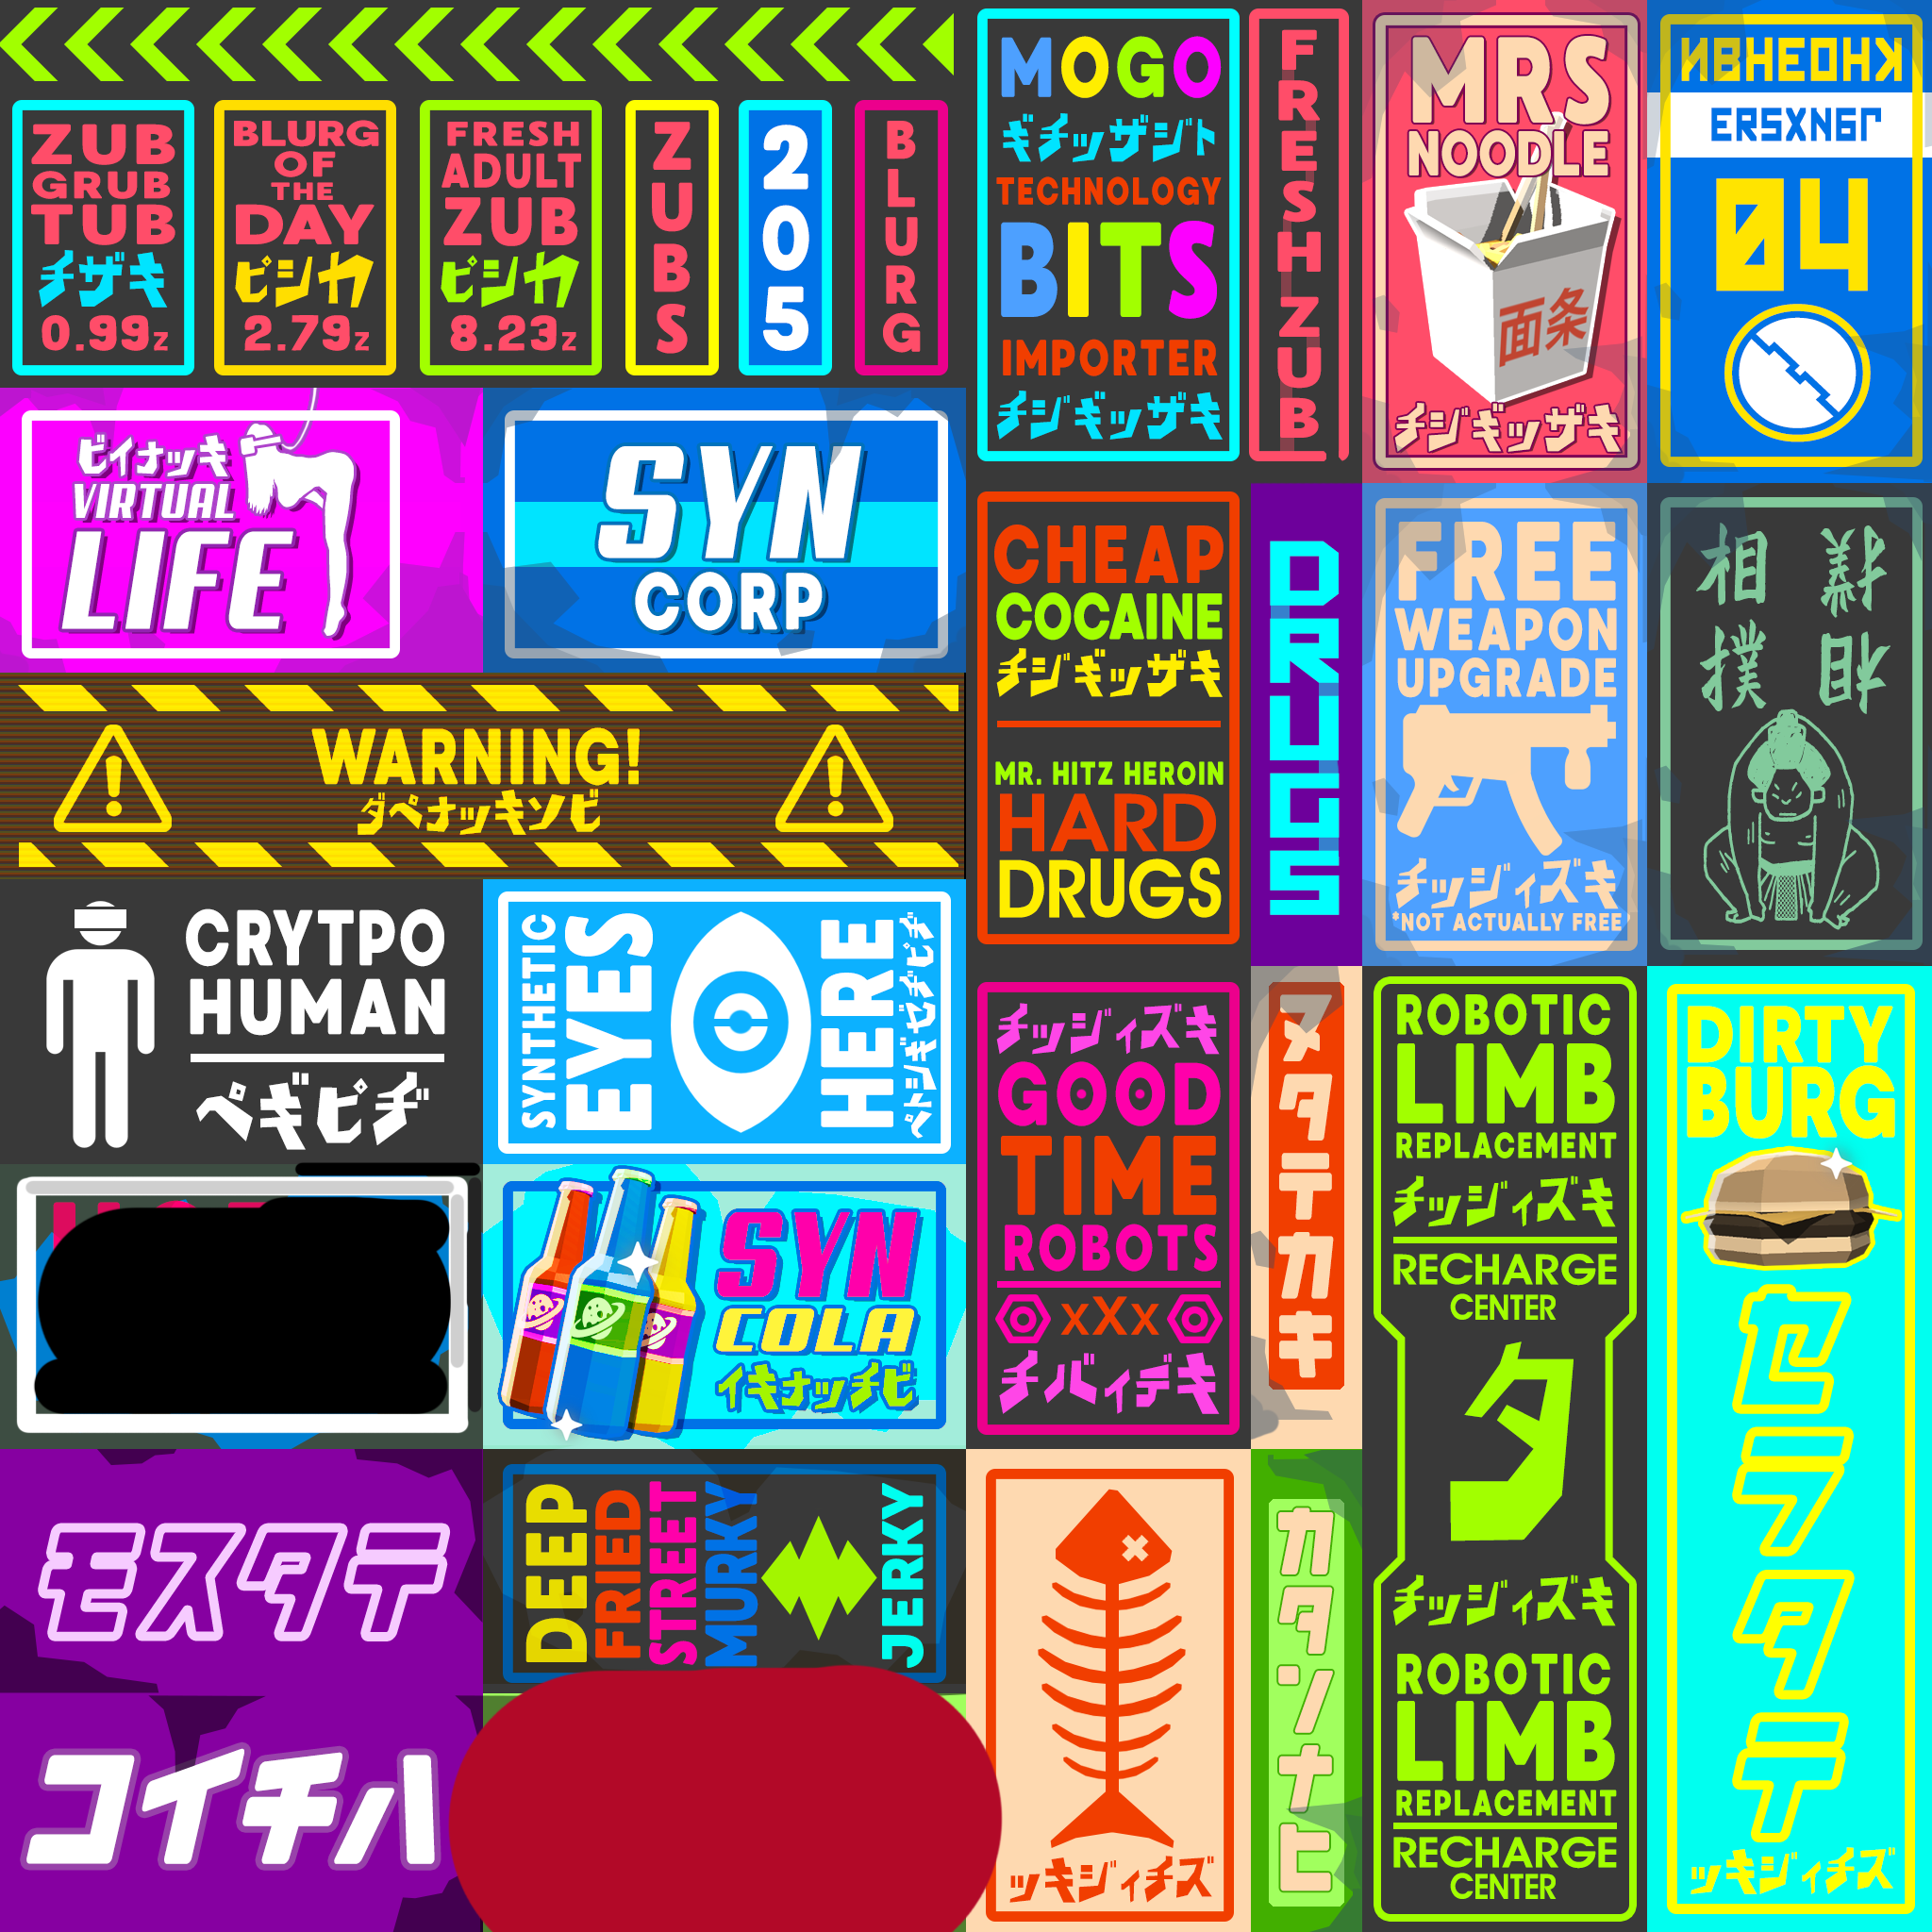 ZUB
GRUB
TUB
チザキ
0.99z
BLURG
OF
THE
DAY
ピジカ
2.79z
FRESH
ADULT
ZUB
ピジカ
8.23z
ZUBS
205
BLURG
MOGO
ギチッザジト
TECHNOLOGY
BITS
IMPORTER
チジギッザキ
FRESH ZUB
MRS
NOODLE
面条
チジギッザキ
04
ビイナッキ
VIRTUAL
LIFE
SYN
CORP
CHEAP
COCAINE
チジギッザキ
MR. HITZ HEROIN
HARD
DRUGS
DRUGS
FREE
WEAPON
UPGRADE
チッジィズキ
*NOT ACTUALLY FREE
相
撲
WARNING!
ダペナッキソビ
CRYTPO
HUMAN
ペギピヂ
SYNTHETIC
EYES
HERE
チッジィズキ
GOOD
TIME
ROBOTS
xXx
チバィデキ
ヌタテカキ
ROBOTIC
LIMB
REPLACEMENT
チッジィズキ
RECHARGE
CENTER
タ
チッジィズキ
ROBOTIC
LIMB
REPLACEMENT
RECHARGE
CENTER
DIRTY
BURG
セラタテ
ッキジィチズ
SYN
COLA
イキナッチビ
モスタテ
コイチハ
DEEP
FRIED
STREET
MURKY
JERKY
ッキジィチズ
カタンナヒ